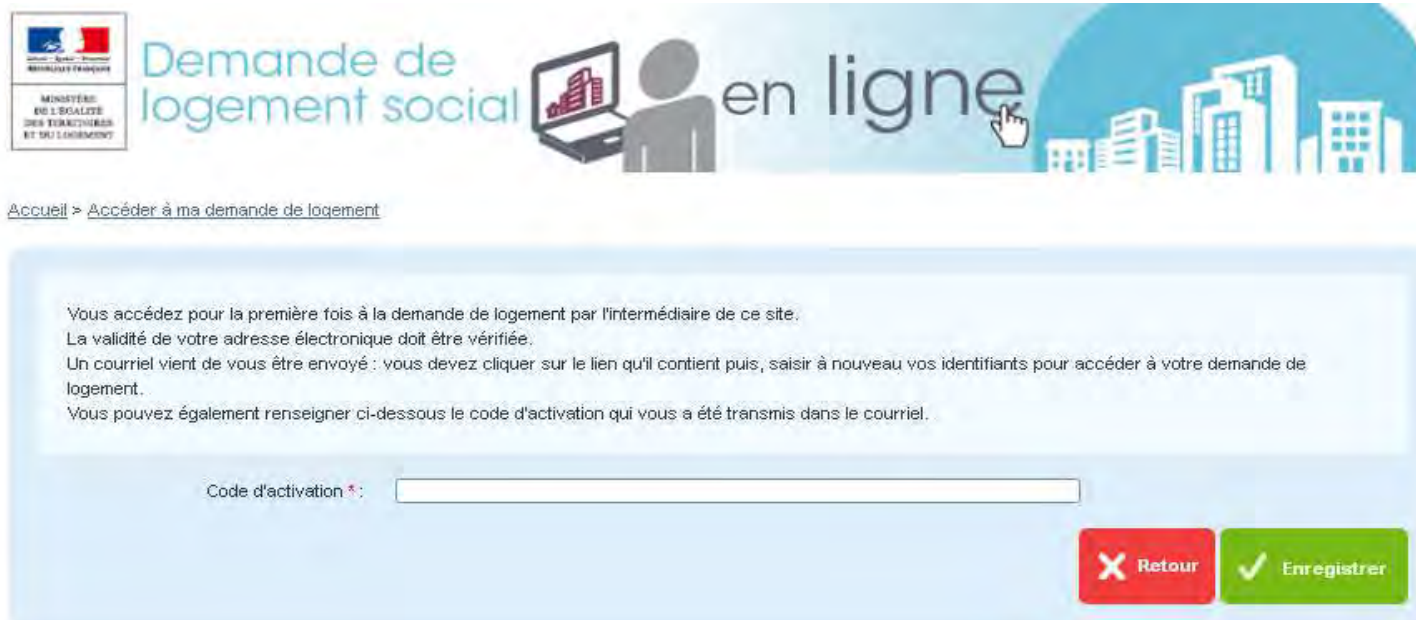 Demande de
logement social
en ligne
RÉPUBLIQUE FRANÇAISE
MINISTÈRE
DE L'ÉGALITÉ
DES TERRITOIRES
ET DU LOGEMENT
Accueil > Accéder à ma demande de logement
Vous accédez pour la première fois à la demande de logement par l'intermédiaire de ce site.
La validité de votre adresse électronique doit être vérifiée.
Un courriel vient de vous être envoyé : vous devez cliquer sur le lien qu'il contient puis, saisir à nouveau vos identifiants pour accéder à votre demande de
logement.
Vous pouvez également renseigner ci-dessous le code d'activation qui vous a été transmis dans le courriel.
Code d'activation * :
Retour
Enregistrer